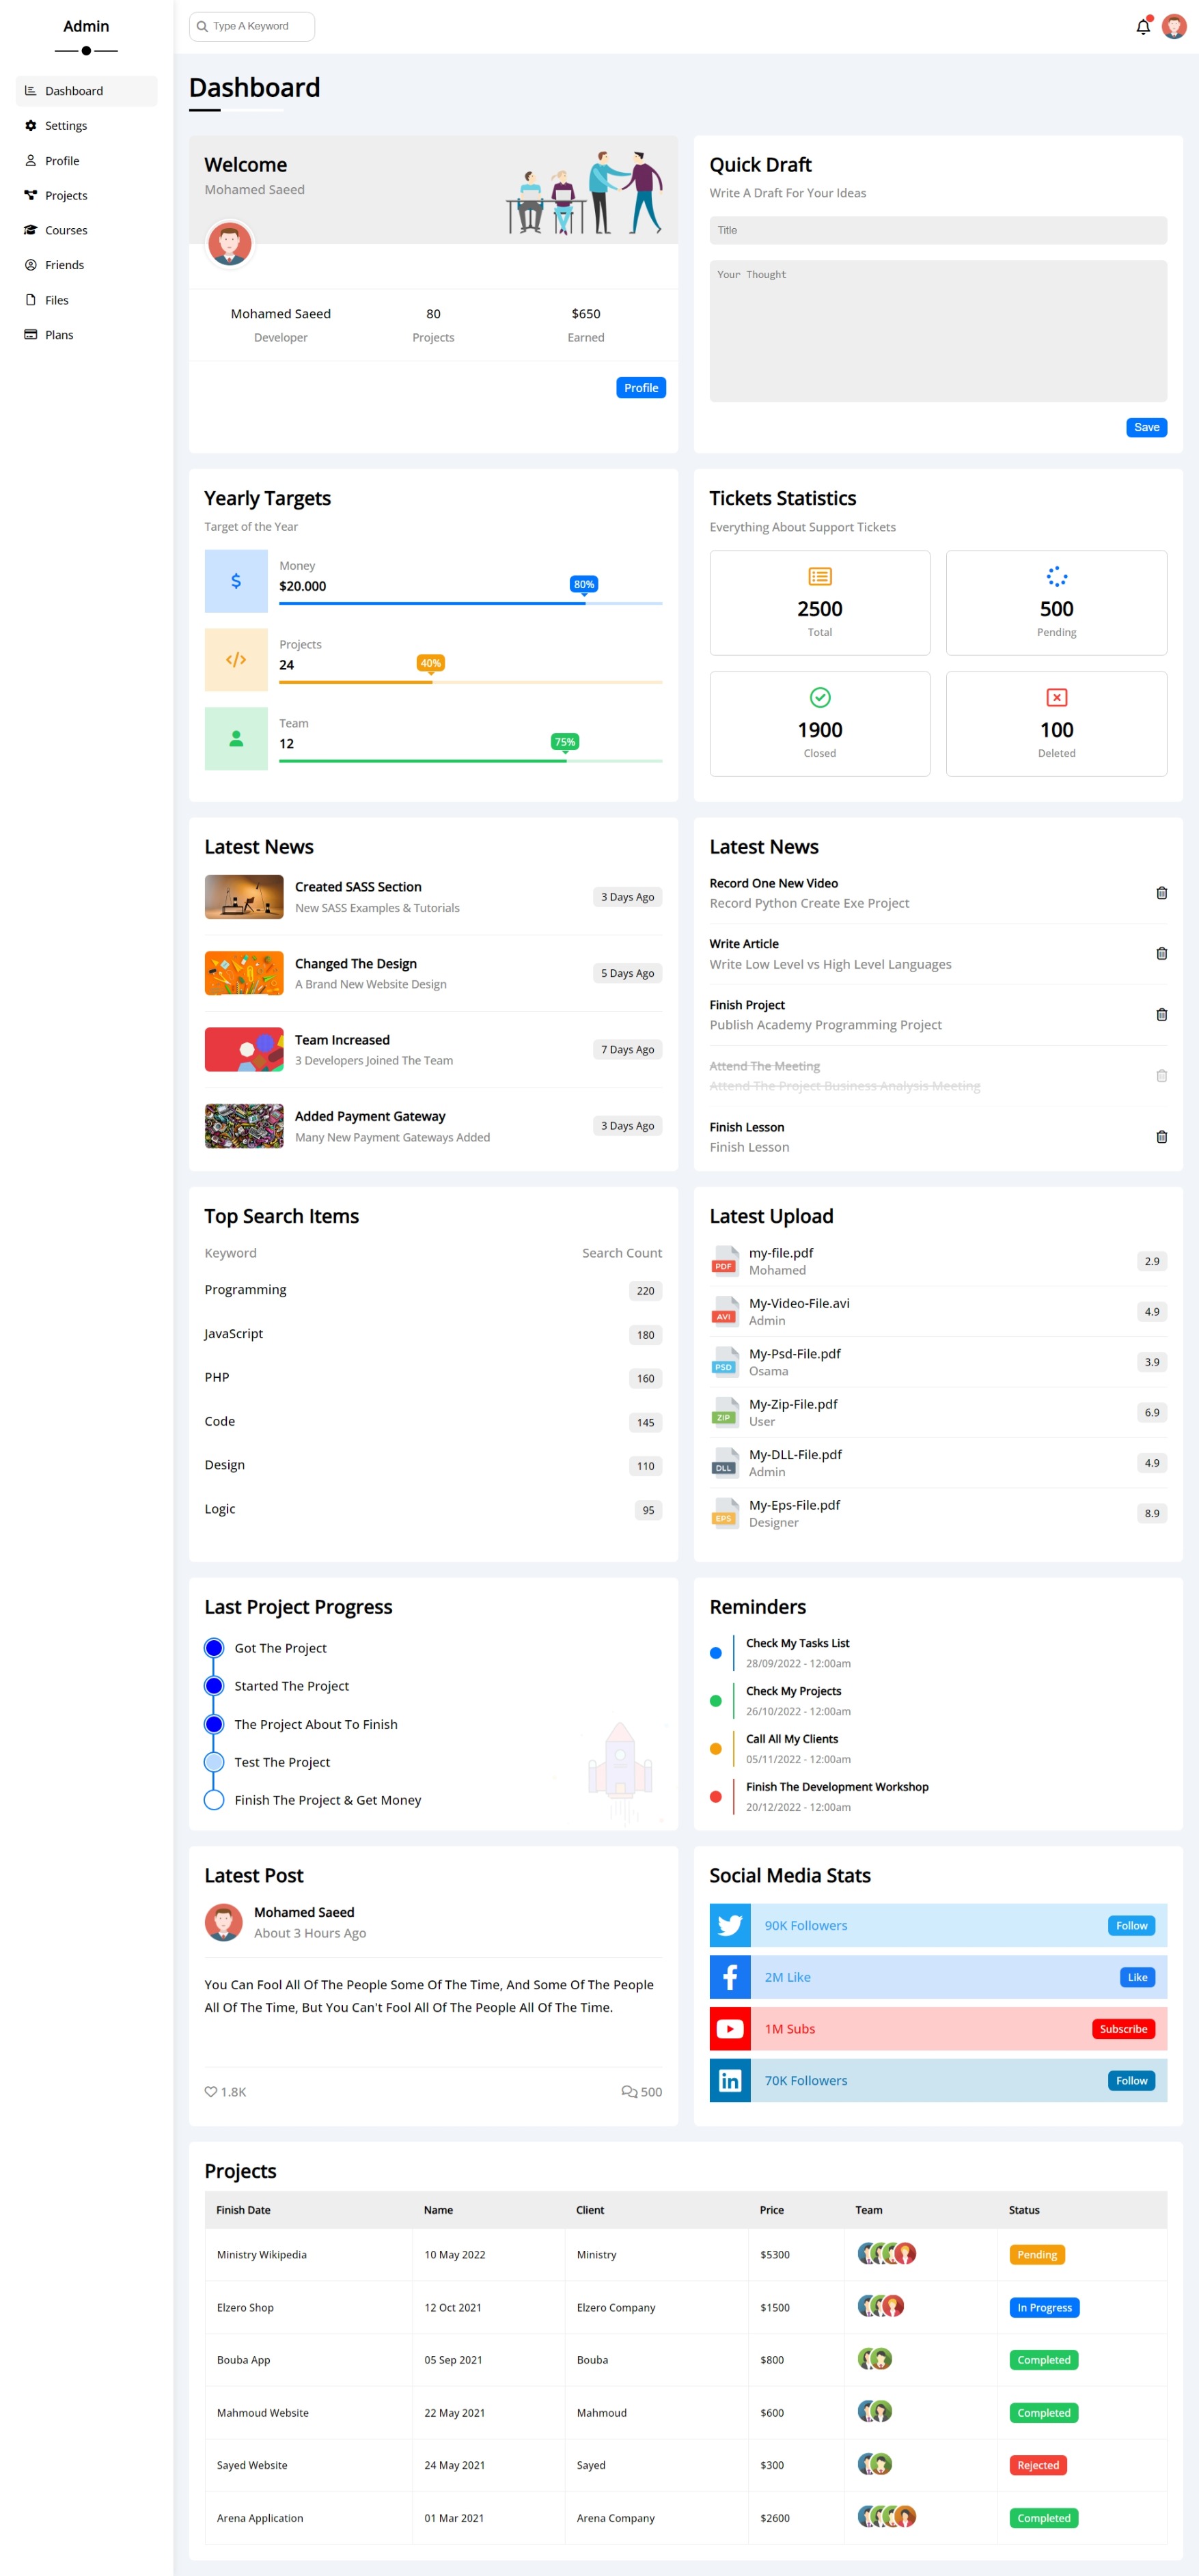 Admin
Dashboard
Settings
Profile
Projects
Courses
Friends
Files
Plans
Type A Keyword
Dashboard
Welcome
Mohamed Saeed
Mohamed Saeed
Developer
80
Projects
$650
Earned
Profile
Quick Draft
Write A Draft For Your Ideas
Title
Your Thought
Save
Yearly Targets
Target of the Year
Money
$20.000
80%
Projects
24
40%
Team
12
75%
Tickets Statistics
Everything About Support Tickets
2500
Total
500
Pending
1900
Closed
100
Deleted
Latest News
Created SASS Section
New SASS Examples & Tutorials
3 Days Ago
Changed The Design
A Brand New Website Design
5 Days Ago
Team Increased
3 Developers Joined The Team
7 Days Ago
Added Payment Gateway
Many New Payment Gateways Added
3 Days Ago
Latest News
Record One New Video
Record Python Create Exe Project
Write Article
Write Low Level vs High Level Languages
Finish Project
Publish Academy Programming Project
Attend The Meeting
Attend The Project Business Analysis Meeting
Finish Lesson
Finish Lesson
Top Search Items
Keyword Search Count
Programming 220
JavaScript 180
PHP 160
Code 145
Design 110
Logic 95
Latest Upload
PDF
my-file.pdf
Mohamed
2.9
AVI
My-Video-File.avi
Admin
4.9
PSD
My-Psd-File.pdf
Osama
3.9
ZIP
My-Zip-File.pdf
User
6.9
DLL
My-DLL-File.pdf
Admin
4.9
EPS
My-Eps-File.pdf
Designer
8.9
Last Project Progress
Got The Project
Started The Project
The Project About To Finish
Test The Project
Finish The Project & Get Money
Reminders
Check My Tasks List
28/09/2022 - 12:00am
Check My Projects
26/10/2022 - 12:00am
Call All My Clients
05/11/2022 - 12:00am
Finish The Development Workshop
20/12/2022 - 12:00am
Latest Post
Mohamed Saeed
About 3 Hours Ago
You Can Fool All Of The People Some Of The Time, And Some Of The People
All Of The Time, But You Can't Fool All Of The People All Of The Time.
1.8K 500
Social Media Stats
90K Followers Follow
2M Like Like
1M Subs Subscribe
70K Followers Follow
Projects
Finish Date Name Client Price Team Status
Ministry Wikipedia 10 May 2022 Ministry $5300 Pending
Elzero Shop 12 Oct 2021 Elzero Company $1500 In Progress
Bouba App 05 Sep 2021 Bouba $800 Completed
Mahmoud Website 22 May 2021 Mahmoud $600 Completed
Sayed Website 24 May 2021 Sayed $300 Rejected
Arena Application 01 Mar 2021 Arena Company $2600 Completed